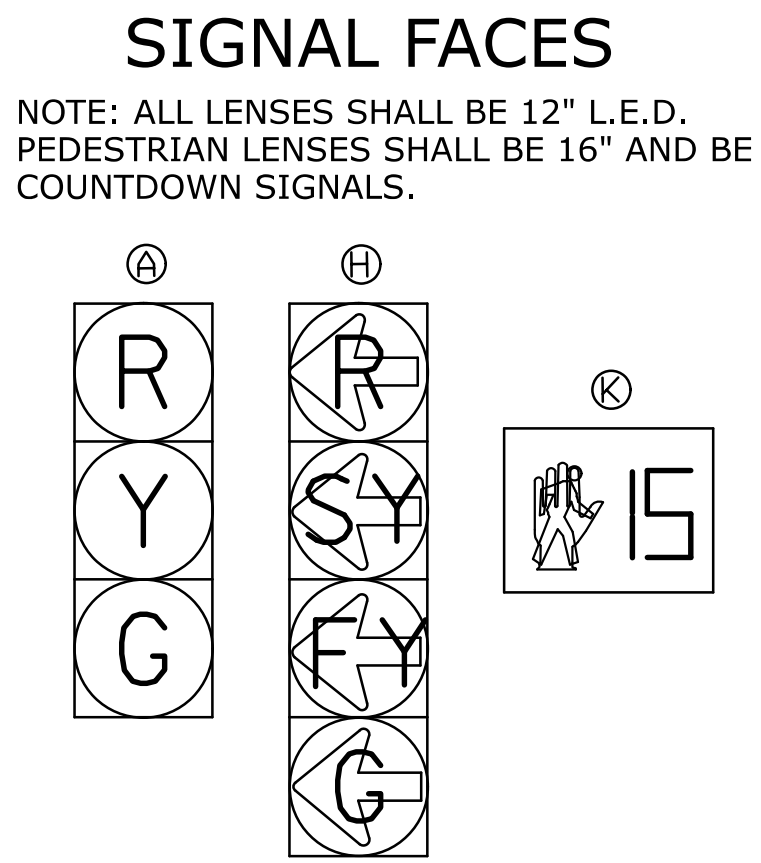 SIGNAL FACES
NOTE: ALL LENSES SHALL BE 12" L.E.D.
PEDESTRIAN LENSES SHALL BE 16" AND BE
COUNTDOWN SIGNALS.
A
H
K
R
Y
G
R
SY
FY
G
15